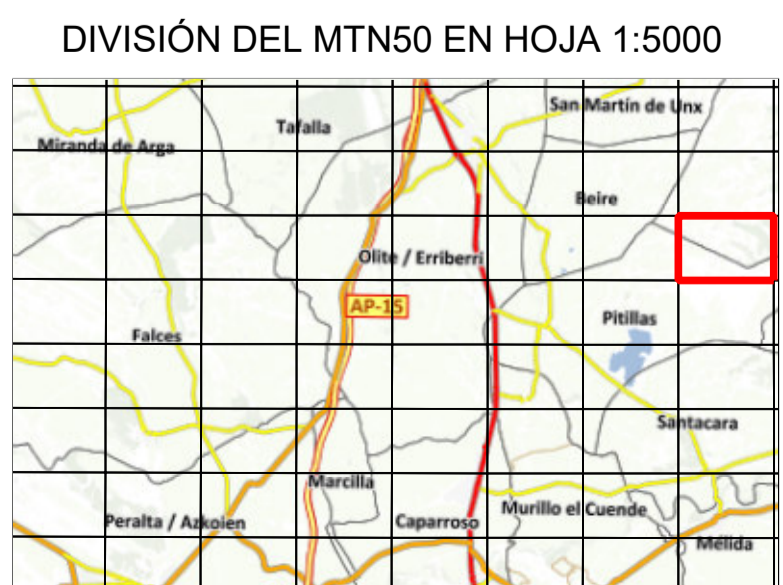 DIVISIÓN DEL MTN50 EN HOJA 1:5000
San Martín de Unx
Tafalla
Miranda de Arga
Beire
Olite / Erriberri
AP-15
Pitillas
Falces
Santacara
Marcilla
Murillo el Cuende
Peralta / Azkoien
Caparroso
Mélida